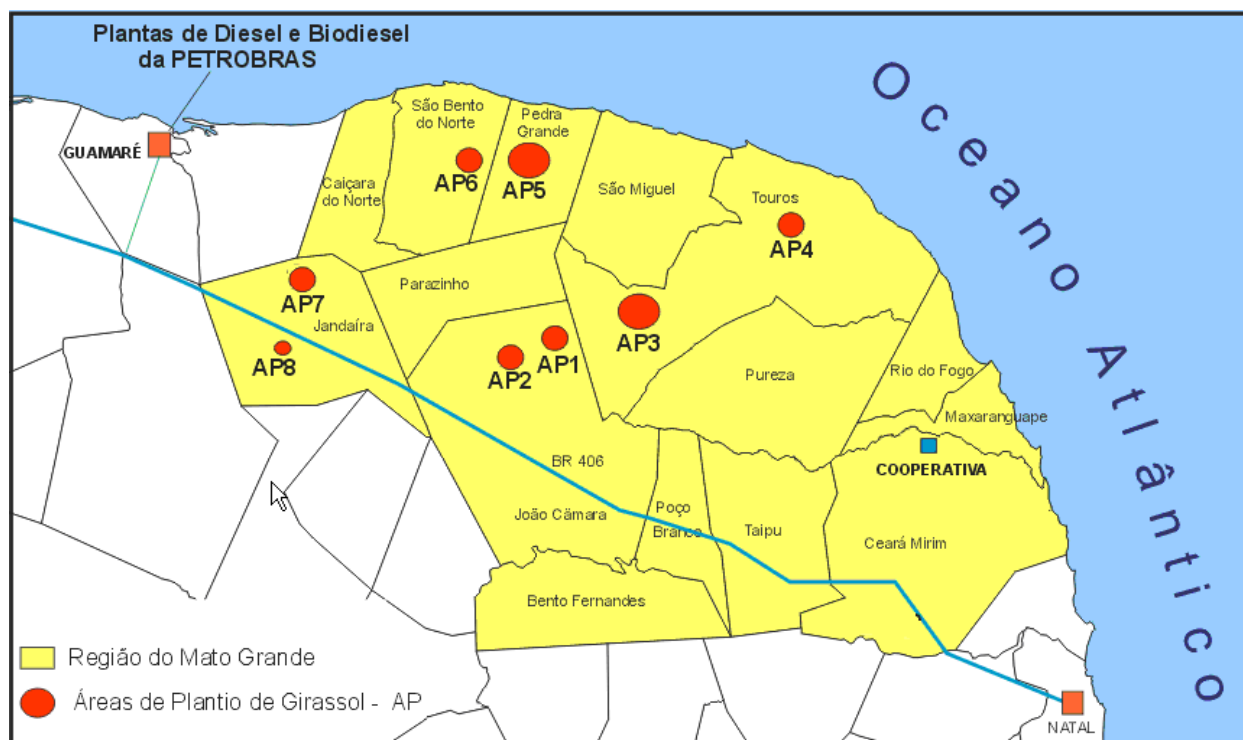 Plantas de Diesel e Biodiesel
da PETROBRAS
GUAMARÉ
São Bento
do Norte
Pedra
Grande
AP6
AP5
Caiçara
do Norte
São Miguel
Touros
AP4
Oceano Atlântico
Parazinho
AP7
Jandaíra
AP8
AP3
AP1
AP2
Pureza
Rio do Fogo
Maxaranguape
COOPERATIVA
BR 406
João Câmara
Poço
Branco
Taipu
Ceará Mirim
Bento Fernandes
Região do Mato Grande
Áreas de Plantio de Girassol - AP
NATAL